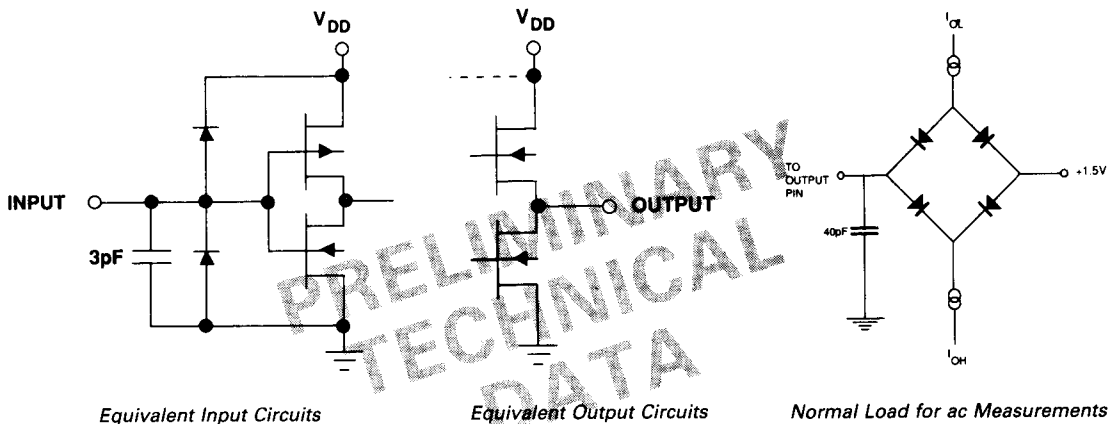 VDD
INPUT
3pF
Equivalent Input Circuits
VDD
OUTPUT
Equivalent Output Circuits
IOL
TO
OUTPUT
PIN
+1.5V
40pF
IOH
Normal Load for ac Measurements
PRELIMINARY
TECHNICAL
DATA